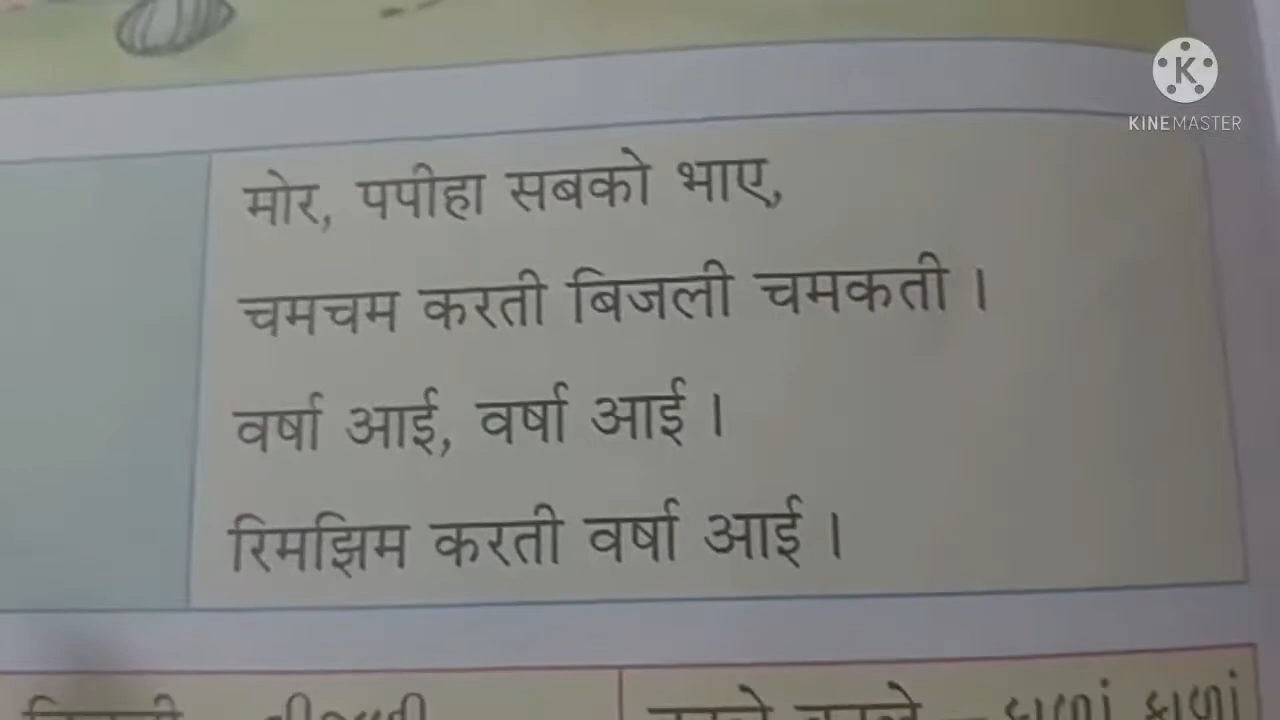 KINEMASTER
मोर, पपीहा सबको भाए,
चमचम करती बिजली चमकती ।
वर्षा आई, वर्षा आई ।
रिमझिम करती वर्षा आई ।